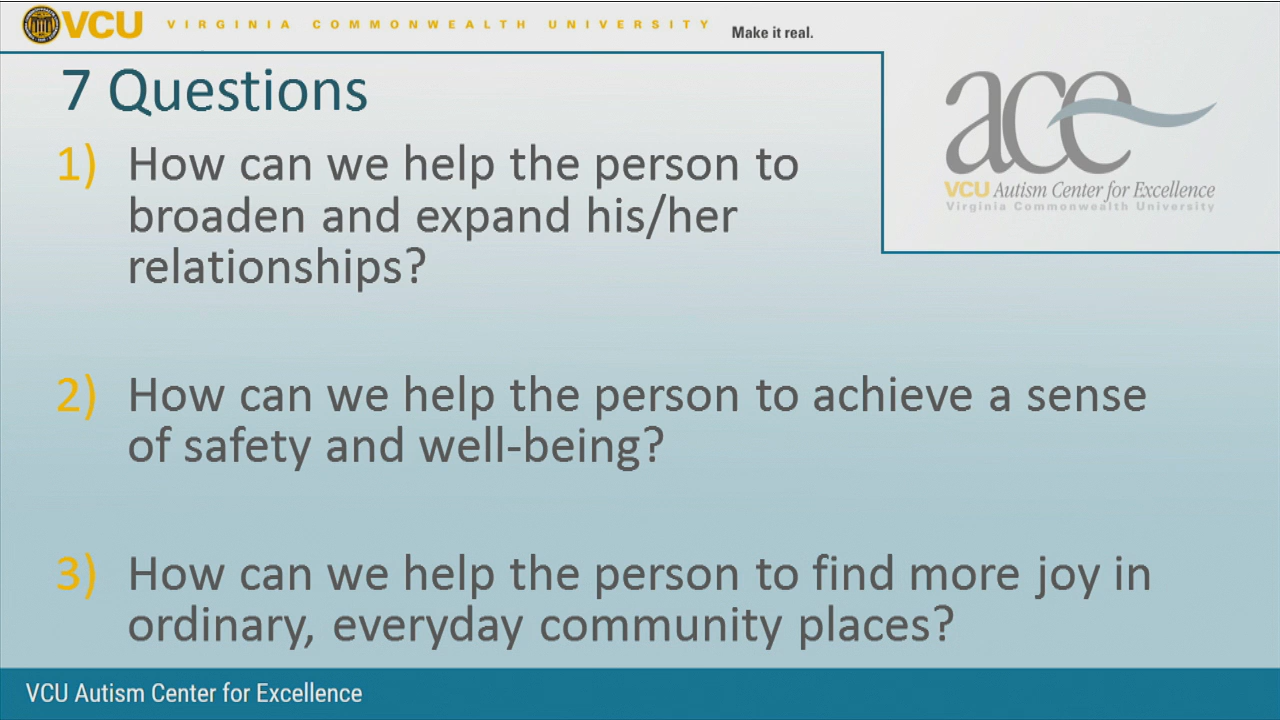 VCU VIRGINIA COMMONWEALTH UNIVERSITY Make it real.
7 Questions
1) How can we help the person to
broaden and expand his/her
relationships?
ace
VCU Autism Center for Excellence
Virginia Commonwealth University
2) How can we help the person to achieve a sense
of safety and well-being?
3) How can we help the person to find more joy in
ordinary, everyday community places?
VCU Autism Center for Excellence